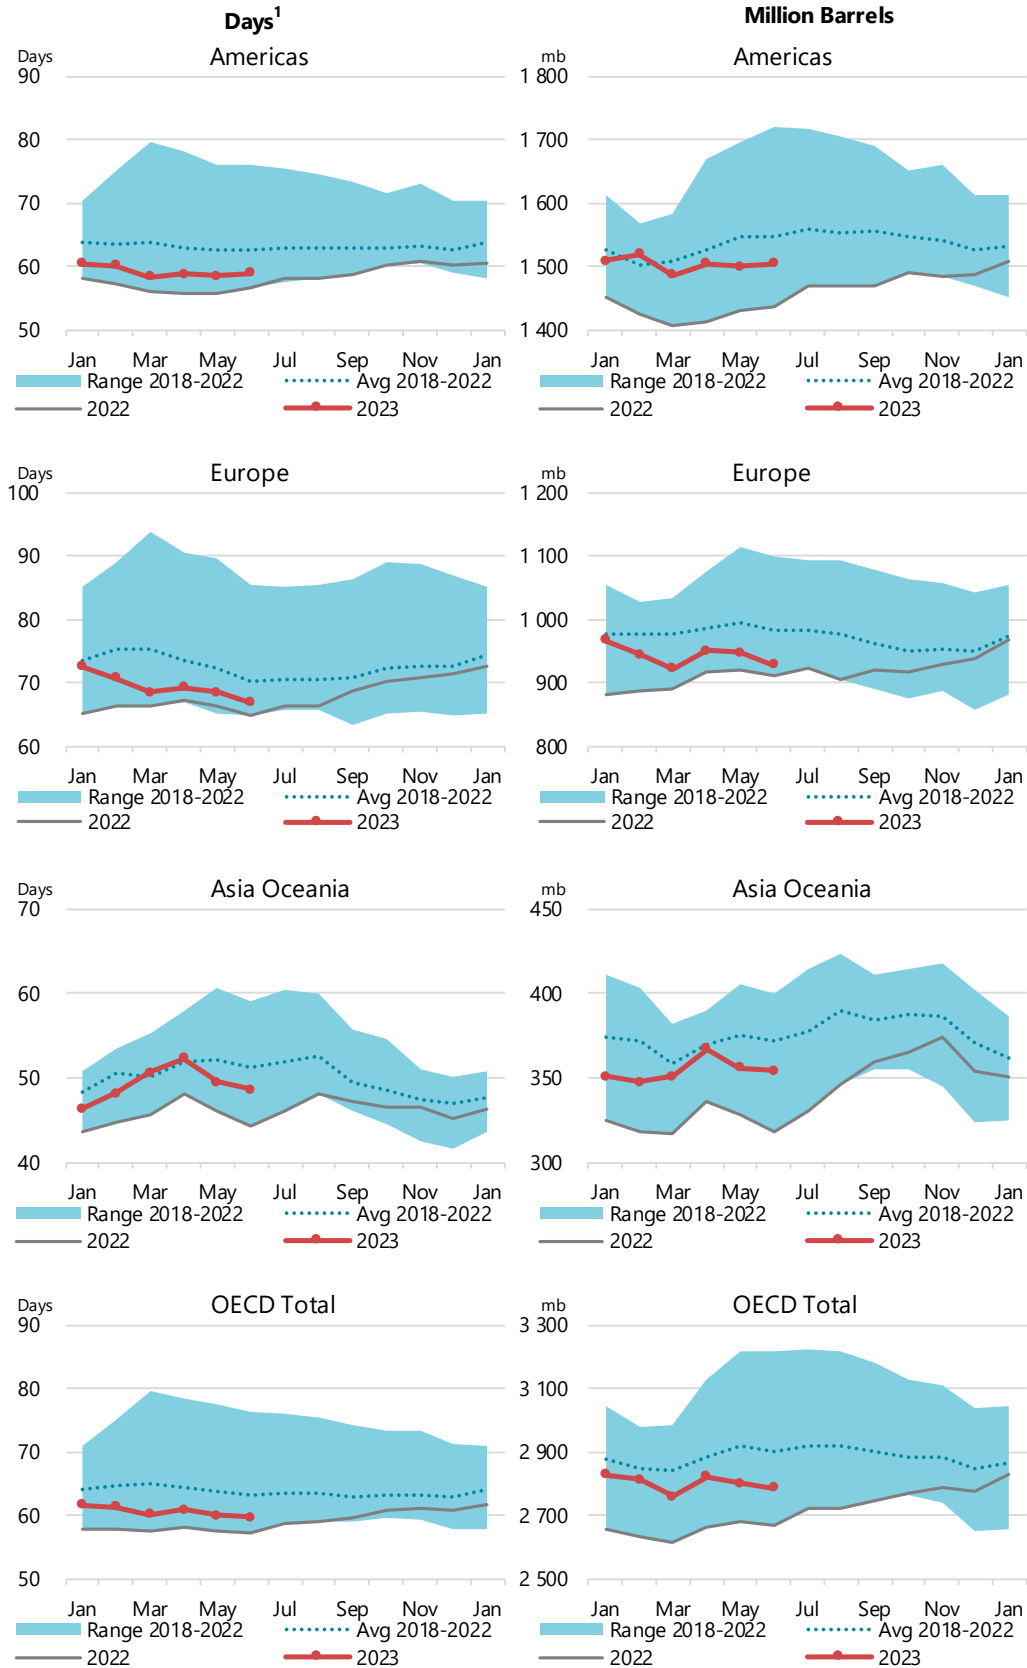 Days1
Million Barrels
Days
Americas
90
80
70
60
50
Jan Mar May Jul Sep Nov Jan
Range 2018-2022
Avg 2018-2022
2022
2023
mb
Americas
1 800
1 700
1 600
1 500
1 400
Jan Mar May Jul Sep Nov Jan
Range 2018-2022
Avg 2018-2022
2022
2023
Days
Europe
100
90
80
70
60
Jan Mar May Jul Sep Nov Jan
Range 2018-2022
Avg 2018-2022
2022
2023
mb
Europe
1 200
1 100
1 000
900
800
Jan Mar May Jul Sep Nov Jan
Range 2018-2022
Avg 2018-2022
2022
2023
Days
Asia Oceania
70
60
50
40
Jan Mar May Jul Sep Nov Jan
Range 2018-2022
Avg 2018-2022
2022
2023
mb
Asia Oceania
450
400
350
300
Jan Mar May Jul Sep Nov Jan
Range 2018-2022
Avg 2018-2022
2022
2023
Days
OECD Total
90
80
70
60
50
Jan Mar May Jul Sep Nov Jan
Range 2018-2022
Avg 2018-2022
2022
2023
mb
OECD Total
3 300
3 100
2 900
2 700
2 500
Jan Mar May Jul Sep Nov Jan
Range 2018-2022
Avg 2018-2022
2022
2023